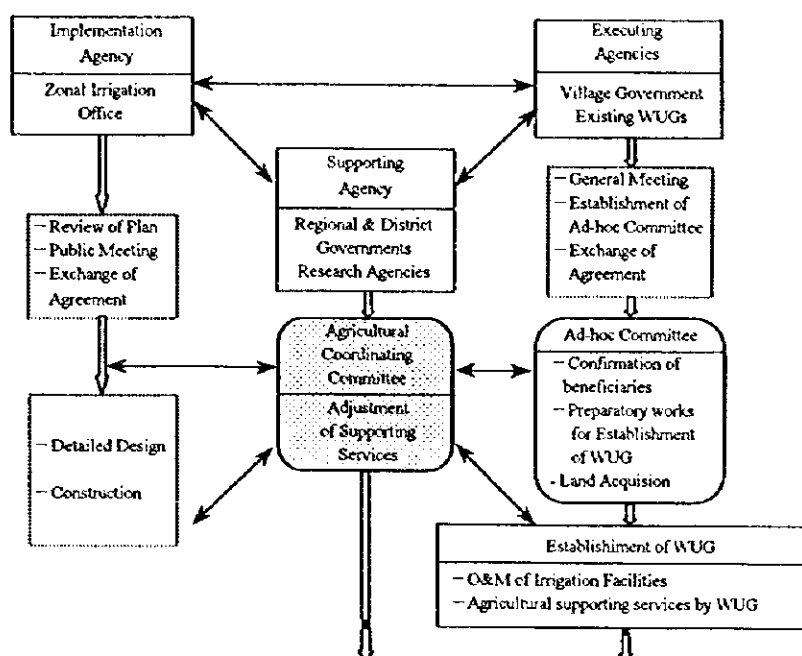 Implementation
Agency
Zonal Irrigation
Office
Executing
Agencies
Village Government
Existing WUGs
Supporting
Agency
Regional & District
Governments
Research Agencies
– Review of Plan
– Public Meeting
– Exchange of
Agreement
– General Meeting
– Establishment of
Ad-hoc Committee
– Exchange of
Agreement
Agricultural
Coordinating
Committee
Adjustment
of Supporting
Services
Ad-hoc Committee
– Confirmation of
beneficiaries
– Preparatory works
for Establishment
of WUG
- Land Acquision
– Detailed Design
– Construction
Establishiment of WUG
– O&M of Irrigation Facilities
– Agricultural supporting services by WUG